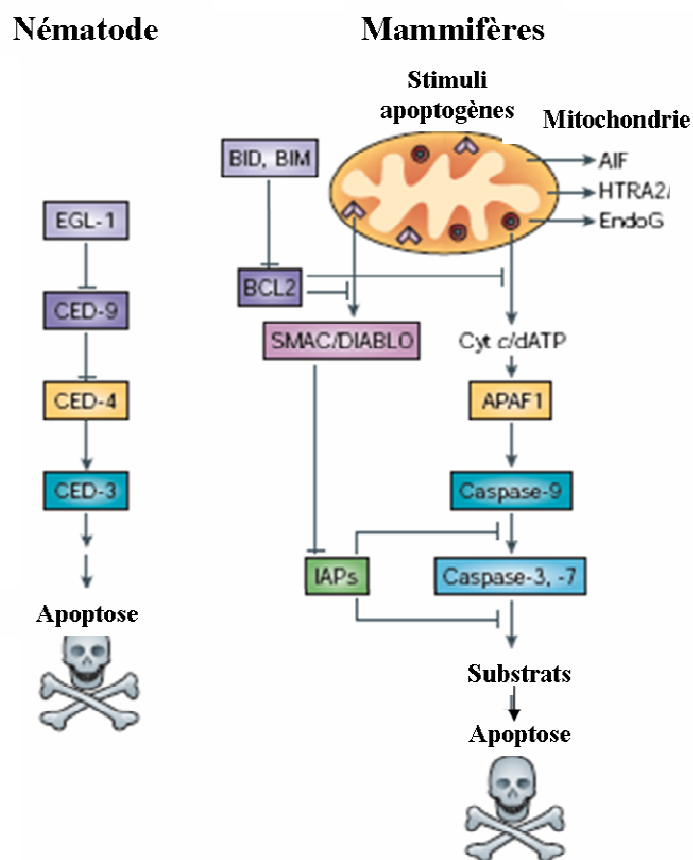 Nématode
Mammifères
Stimuli
apoptogènes
Mitochondrie
BID, BIM
AIF
HTRA2/
EndoG
EGL-1
BCL2
CED-9
SMAC/DIABLO
Cyt c/dATP
CED-4
APAF1
CED-3
Caspase-9
IAPs
Caspase-3, -7
Apoptose
Substrats
Apoptose